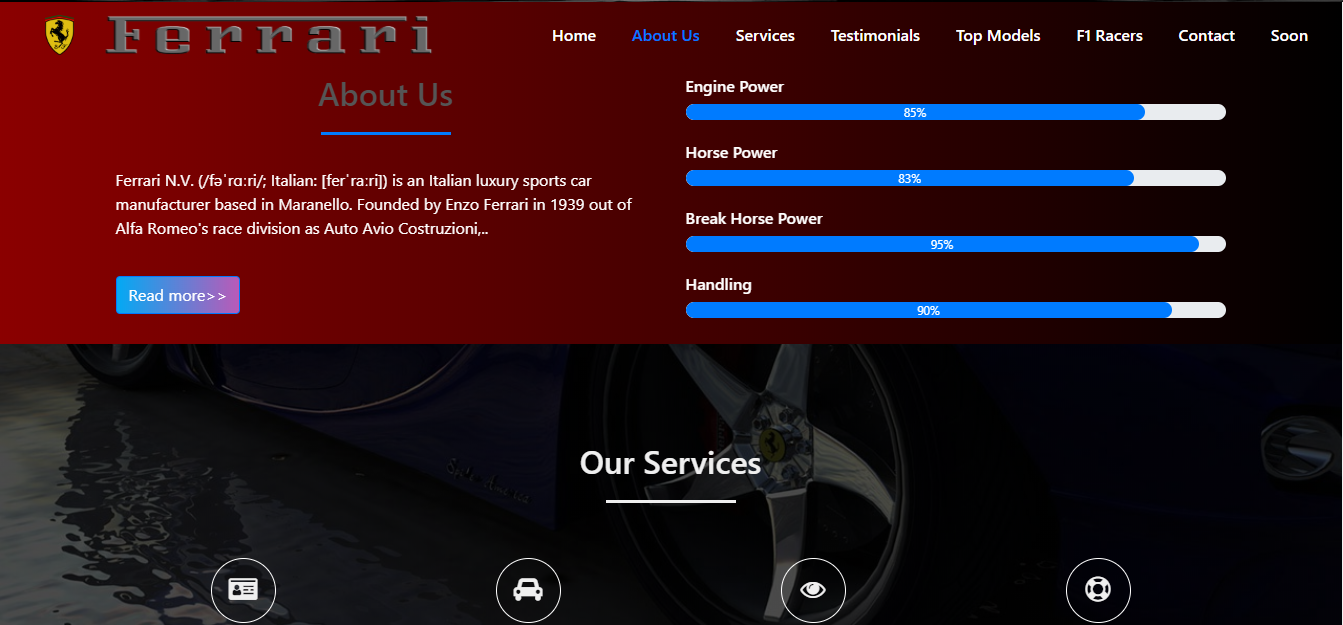 Ferrari
Home About Us Services Testimonials Top Models F1 Racers Contact Soon
About Us
Ferrari N.V. (/fəˈrɑːri/; Italian: [ferˈraːri]) is an Italian luxury sports car
manufacturer based in Maranello. Founded by Enzo Ferrari in 1939 out of
Alfa Romeo's race division as Auto Avio Costruzioni,..
Read more>>
Engine Power
85%
Horse Power
83%
Break Horse Power
95%
Handling
90%
Our Services